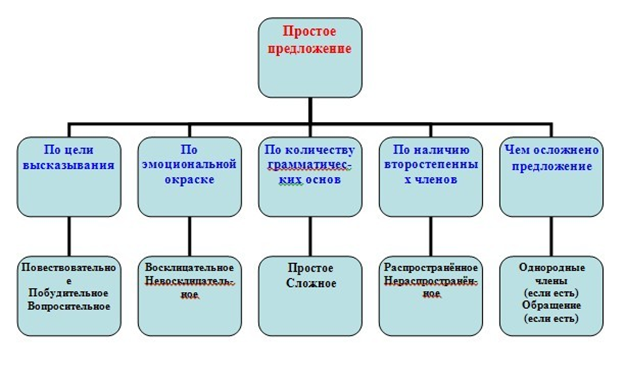 Простое
предложение
По цели
высказывания
По
эмоциональной
окраске
По количеству
грамматичес-
ких основ
По наличию
второстепенны
х членов
Чем осложнено
предложение
Повествовательно
е
Побудительное
Вопросительное
Восклицательное
Невосклицатель-
ное
Простое
Сложное
Распространённое
Нераспространён-
ное
Однородные
члены
(если есть)
Обращение
(если есть)